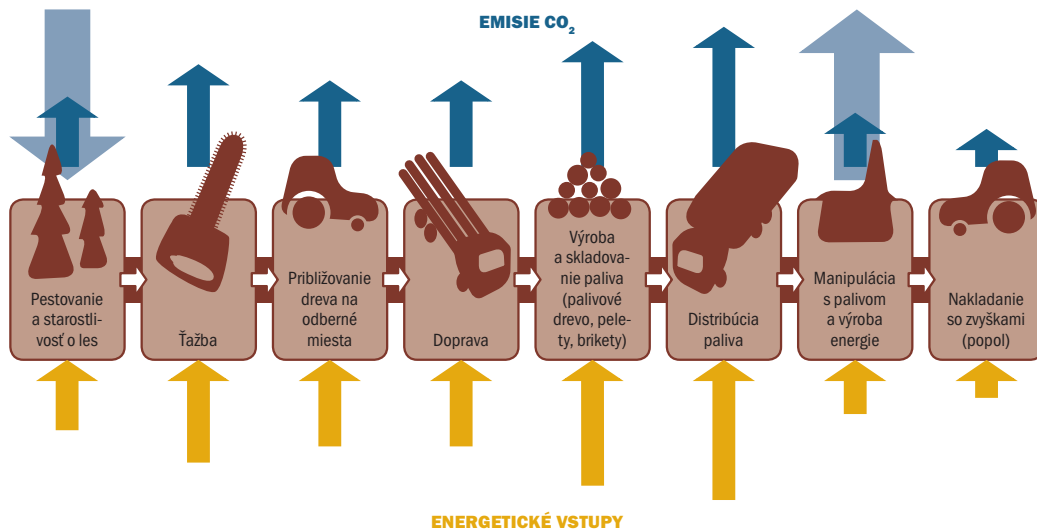 EMISIE CO₂
Pestovanie
a starostli-
vosť o les
Ťažba
Približovanie
dreva na
odberné
miesta
Doprava
Výroba
a skladova-
nie paliva
(palivové
drevo, pele-
ty, brikety)
Distribúcia
paliva
Manipulácia
s palivom
a výroba
energie
Nakladanie
so zvyškami
(popol)
ENERGETICKÉ VSTUPY